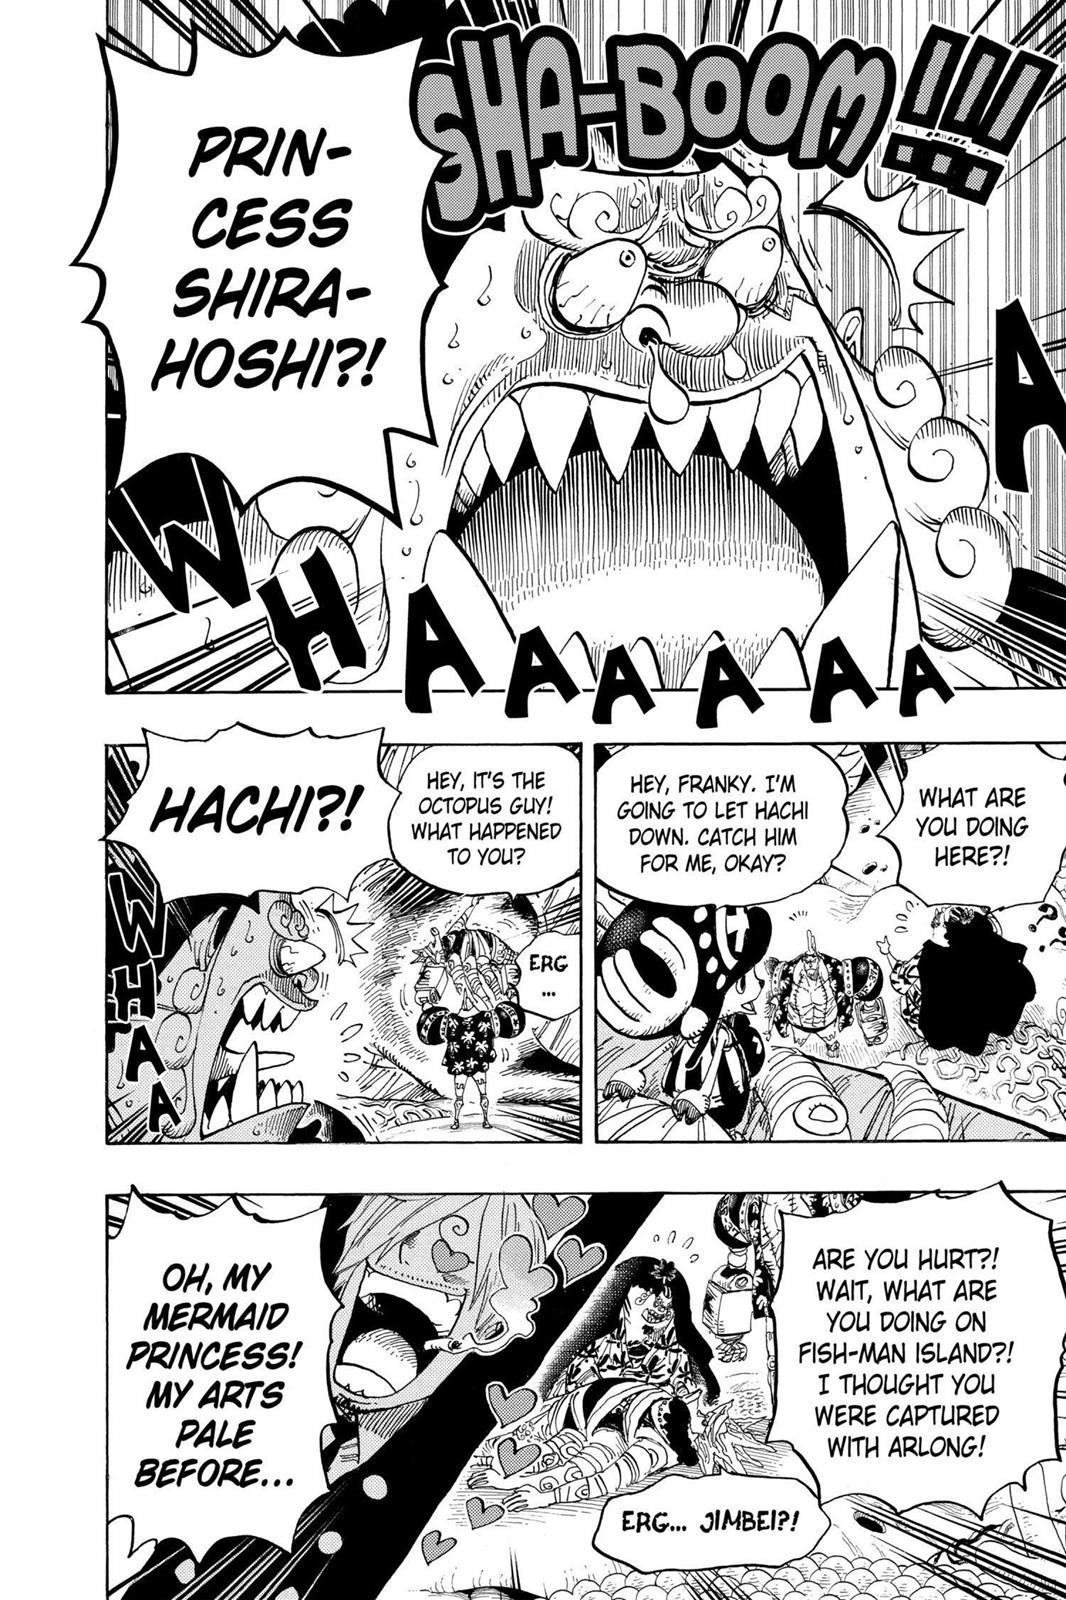 SHA-BOOM!!!
PRIN-
CESS
SHIRA-
HOSHI?!
WHAAAAAAA
WHAT ARE
YOU DOING
HERE?!
HEY, FRANKY. I'M
GOING TO LET HACHI
DOWN. CATCH HIM
FOR ME, OKAY?
HEY, IT'S THE
OCTOPUS GUY!
WHAT HAPPENED
TO YOU?
ERG
...
HACHI?!
WHAA
ARE YOU HURT?!
WAIT, WHAT ARE
YOU DOING ON
FISH-MAN ISLAND?!
I THOUGHT YOU
WERE CAPTURED
WITH ARLONG!
ERG... JIMBEI?!
OH, MY
MERMAID
PRINCESS!
MY ARTS
PALE
BEFORE...